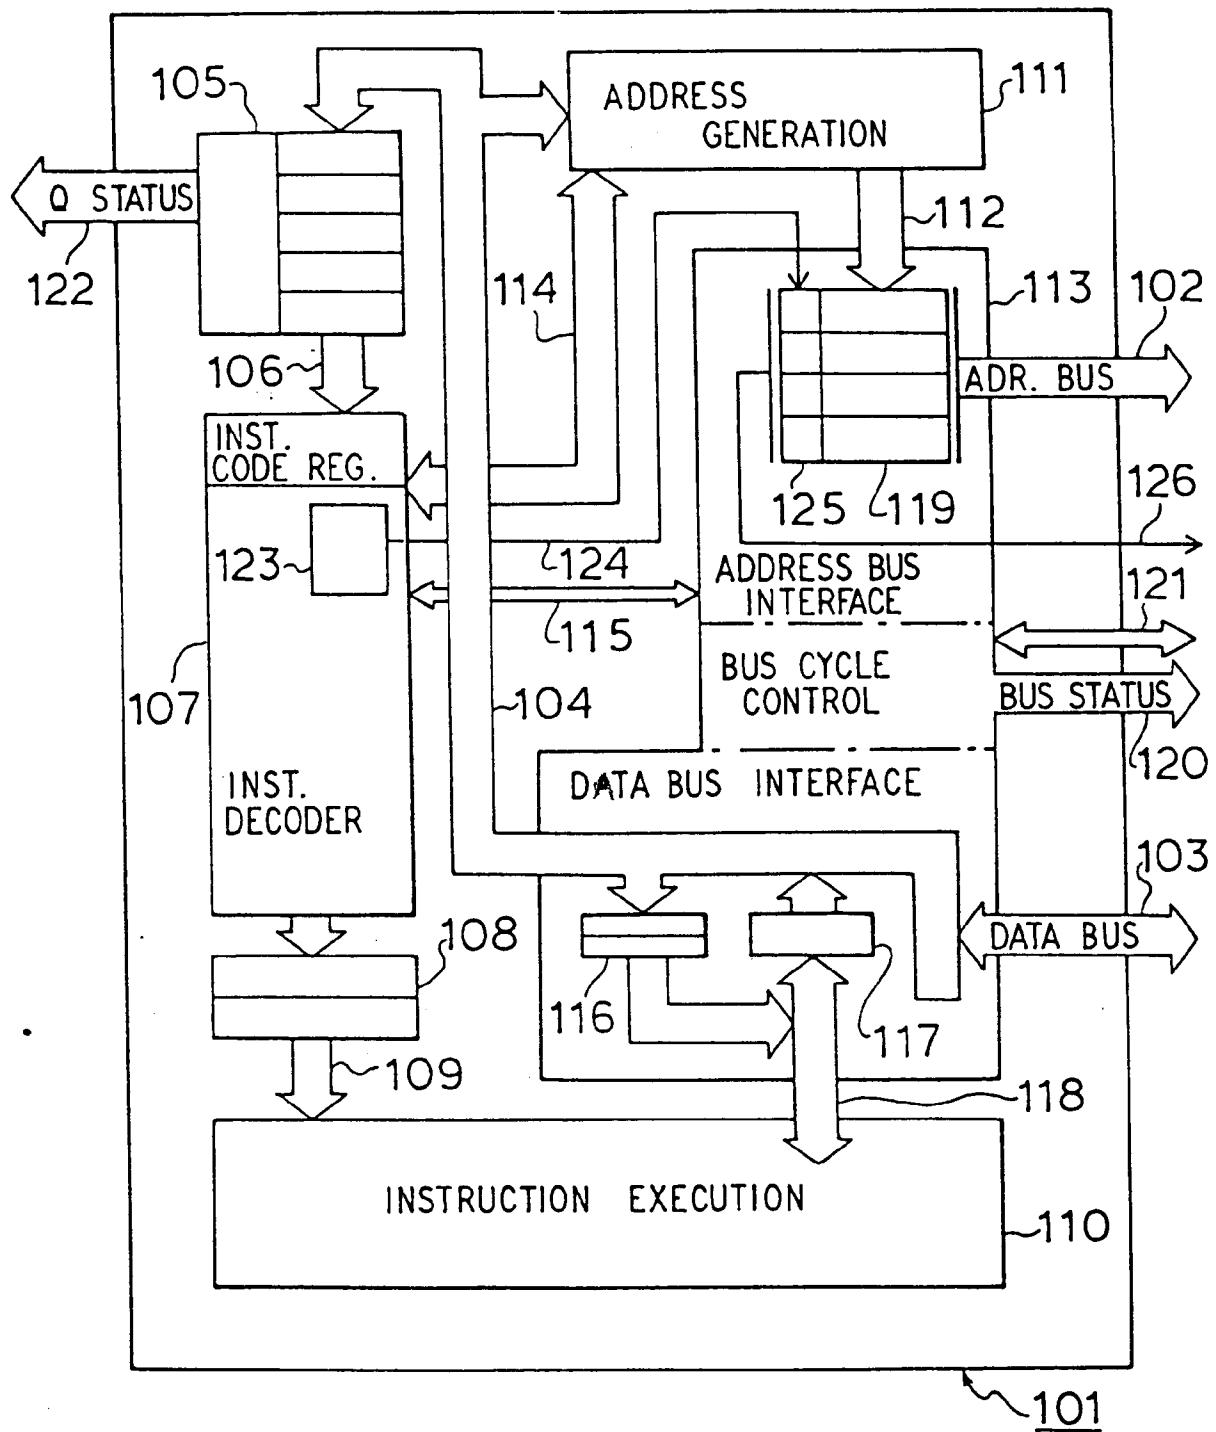 105
ADDRESS
GENERATION
111
Q STATUS
122
112
114
113
102
106
ADR. BUS
INST.
CODE REG.
125
119
126
123
124
ADDRESS BUS
INTERFACE
121
115
107
104
BUS CYCLE
CONTROL
BUS STATUS
120
DATA BUS INTERFACE
INST.
DECODER
103
DATA BUS
108
116
117
109
118
INSTRUCTION EXECUTION
110
101